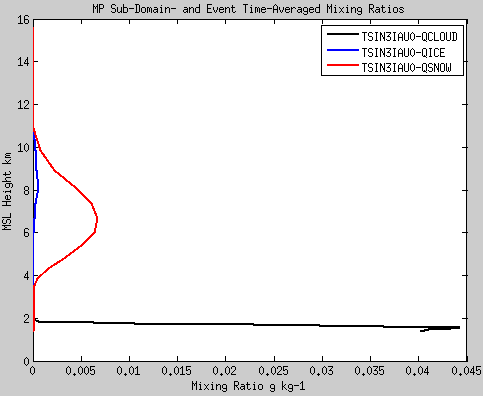 MP Sub-Domain- and Event Time-Averaged Mixing Ratios
16
14
12
10
8
6
4
2
0
MSL Height km
TSIN3IAU0-QCLOUD
TSIN3IAU0-QICE
TSIN3IAU0-QSNOW
0 0.005 0.01 0.015 0.02 0.025 0.03 0.035 0.04 0.045
Mixing Ratio g kg-1